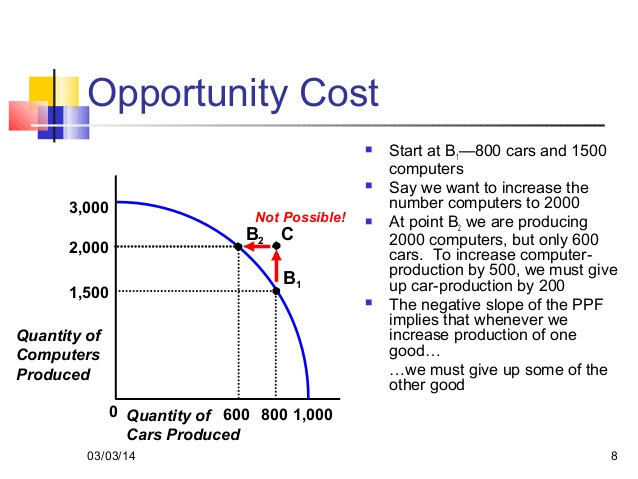 Opportunity Cost
Start at B₁—800 cars and 1500
computers
Say we want to increase the
number computers to 2000
At point B₂ we are producing
2000 computers, but only 600
cars. To increase computer-
production by 500, we must give
up car-production by 200
The negative slope of the PPF
implies that whenever we
increase production of one
good…
…we must give up some of the
other good
3,000
Not Possible!
B₂ C
2,000
B₁
1,500
Quantity of
Computers
Produced
0 Quantity of 600 800 1,000
Cars Produced
03/03/14 8